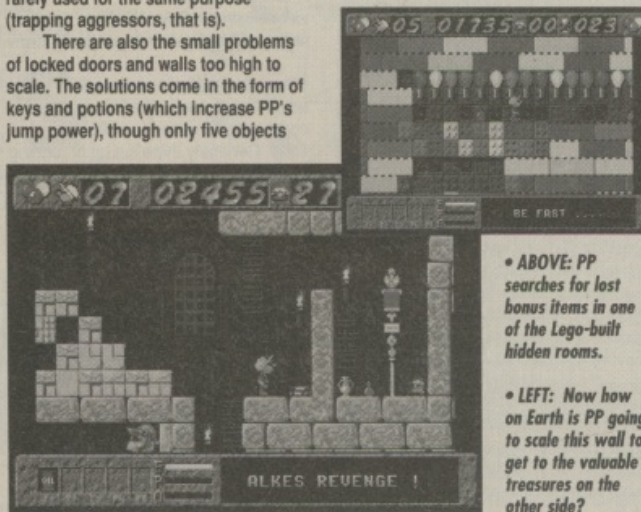 rarely used for the same purpose
(trapping aggressors, that is).
There are also the small problems
of locked doors and walls too high to
scale. The solutions come in the form of
keys and potions (which increase PP's
jump power), though only five objects
05 01735-00 023
BE FAST ......
07 02455 27
ALKES REVENGE !
• ABOVE: PP
searches for lost
bonus items in one
of the Lego-built
hidden rooms.
• LEFT: Now how
on Earth is PP going
to scale this wall to
get to the valuable
treasures on the
other side?